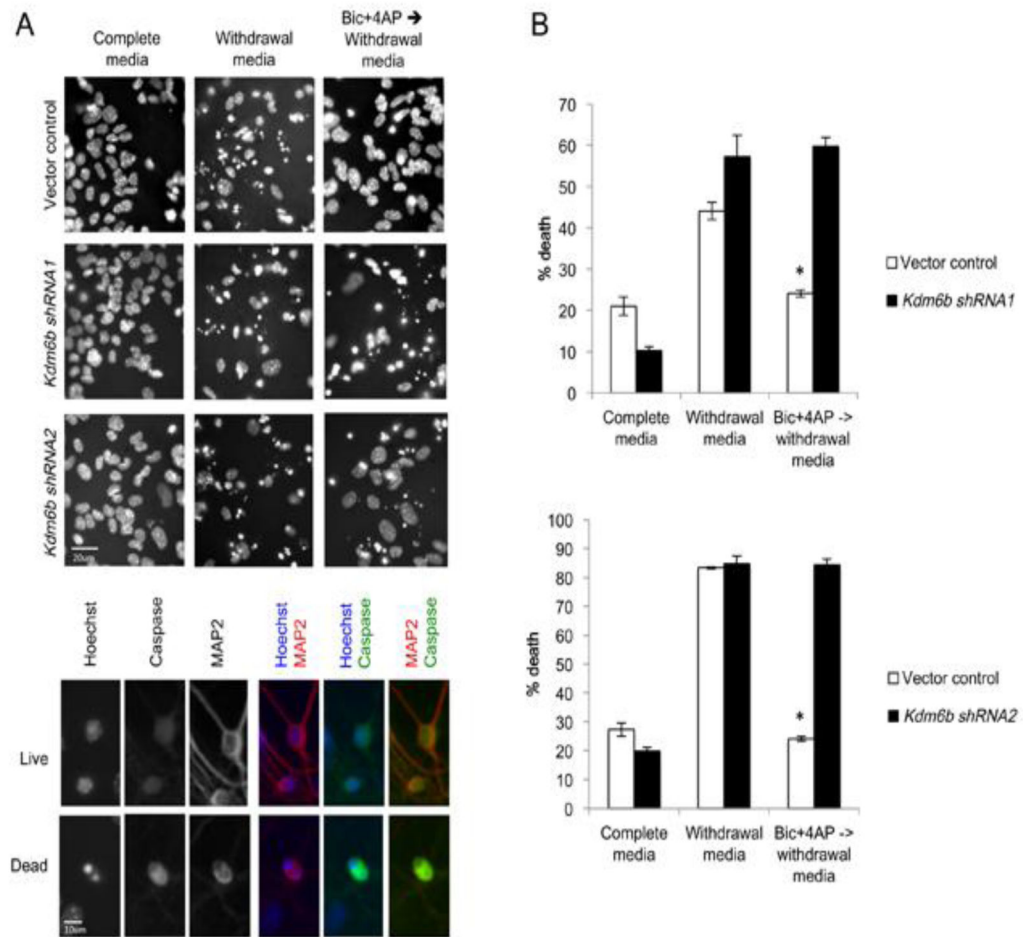 A
Complete
media
Withdrawal
media
Bic+4AP ➔
Withdrawal
media
Vector control
Kdm6b shRNA1
Kdm6b shRNA2
20um
Hoechst
Caspase
MAP2
Hoechst
MAP2
Hoechst
Caspase
MAP2
Caspase
Live
Dead
10um
B
70
60
50
40
30
20
10
0
% death
*
Complete
media
Withdrawal
media
Bic+4AP ->
withdrawal
media
Vector control
Kdm6b shRNA1
100
90
80
70
60
50
40
30
20
10
0
% death
*
Complete
media
Withdrawal
media
Bic+4AP ->
withdrawal
media
Vector control
Kdm6b shRNA2